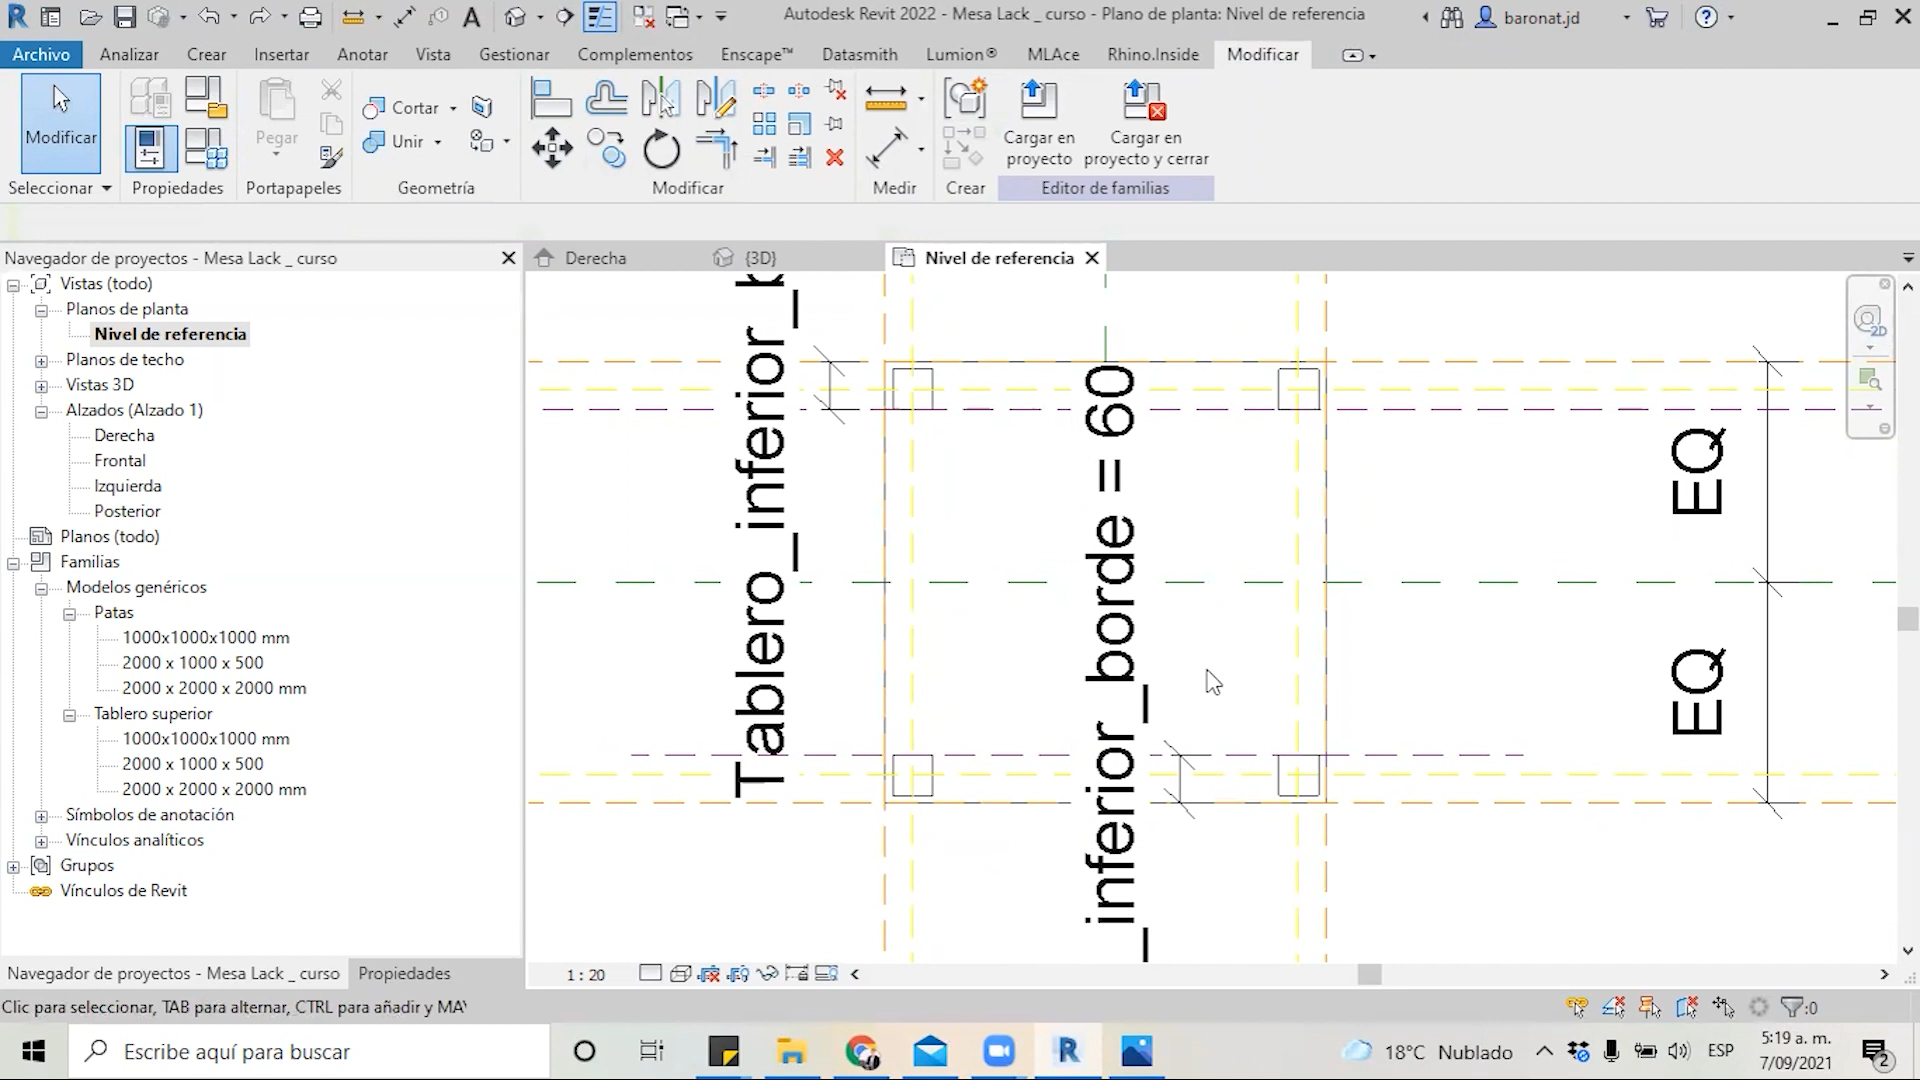 Autodesk Revit 2022 - Mesa Lack _ curso - Plano de planta: Nivel de referencia
baronat.jd
Archivo Analizar Crear Insertar Anotar Vista Gestionar Complementos Enscape™ Datasmith Lumion® MLAce Rhino.Inside Modificar
Modificar
Pegar
Cortar
Unir
Cargar en proyecto
Cargar en proyecto y cerrar
Seleccionar Propiedades Portapapeles Geometría Modificar Medir Crear Editor de familias
Navegador de proyectos - Mesa Lack _ curso
Derecha {3D} Nivel de referencia
Vistas (todo)
Planos de planta
Nivel de referencia
Planos de techo
Vistas 3D
Alzados (Alzado 1)
Derecha
Frontal
Izquierda
Posterior
Planos (todo)
Familias
Modelos genéricos
Patas
1000x1000x1000 mm
2000 x 1000 x 500
2000 x 2000 x 2000 mm
Tablero superior
1000x1000x1000 mm
2000 x 1000 x 500
2000 x 2000 x 2000 mm
Símbolos de anotación
Vínculos analíticos
Grupos
Vínculos de Revit
Tablero_inferior_
_inferior_borde = 60
EQ
EQ
2D
Navegador de proyectos - Mesa Lack _ curso Propiedades
1 : 20
Clic para seleccionar, TAB para alternar, CTRL para añadir y MA
:0
Escribe aquí para buscar
18°C Nublado
ESP
5:19 a. m.
7/09/2021
2